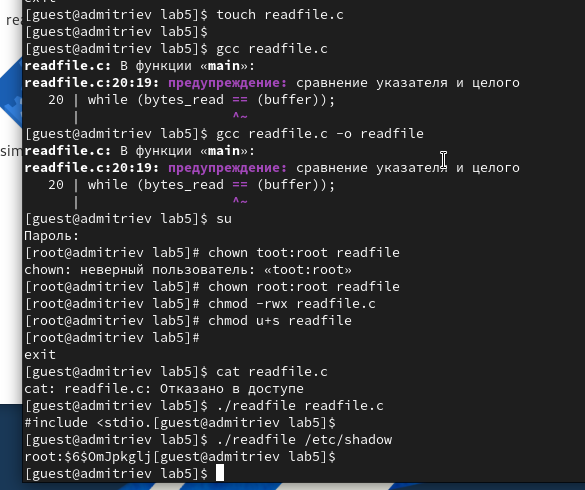 exit
[guest@admitriev lab5]$ touch readfile.c
[guest@admitriev lab5]$
[guest@admitriev lab5]$ gcc readfile.c
readfile.c: В функции «main»:
readfile.c:20:19: предупреждение: сравнение указателя и целого
20 | while (bytes_read == (buffer));
| ^~
[guest@admitriev lab5]$ gcc readfile.c -o readfile
readfile.c: В функции «main»:
readfile.c:20:19: предупреждение: сравнение указателя и целого
20 | while (bytes_read == (buffer));
| ^~
[guest@admitriev lab5]$ su
Пароль:
[root@admitriev lab5]# chown toot:root readfile
chown: неверный пользователь: «toot:root»
[root@admitriev lab5]# chown root:root readfile
[root@admitriev lab5]# chmod -rwx readfile.c
[root@admitriev lab5]# chmod u+s readfile
[root@admitriev lab5]#
exit
[guest@admitriev lab5]$ cat readfile.c
cat: readfile.c: Отказано в доступе
[guest@admitriev lab5]$ ./readfile readfile.c
#include <stdio.[guest@admitriev lab5]$
[guest@admitriev lab5]$ ./readfile /etc/shadow
root:$6$OmJpkglj[guest@admitriev lab5]$
[guest@admitriev lab5]$